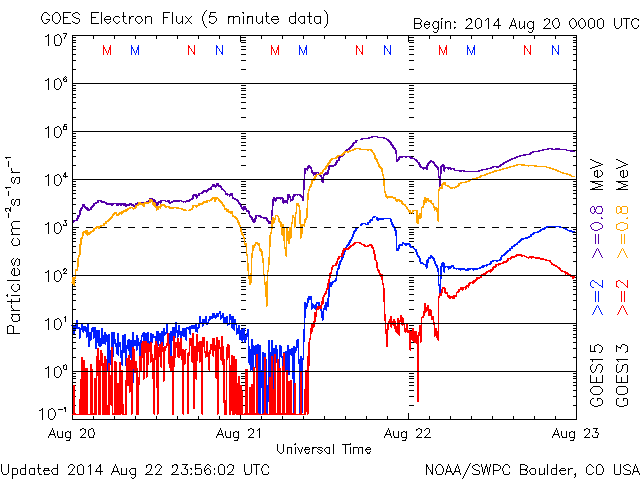 GOES Electron Flux (5 minute data)
Begin: 2014 Aug 20 0000 UTC
M M N N M M N N M M N N
10⁷
10⁶
10⁵
10⁴
10³
10²
10¹
10⁰
10⁻¹
Particles cm⁻²s⁻¹sr⁻¹
Aug 20 Aug 21 Aug 22 Aug 23
Universal Time
GOES15 >=2 >=0.8 MeV
GOES13 >=2 >=0.8 MeV
Updated 2014 Aug 22 23:56:02 UTC
NOAA/SWPC Boulder, CO USA